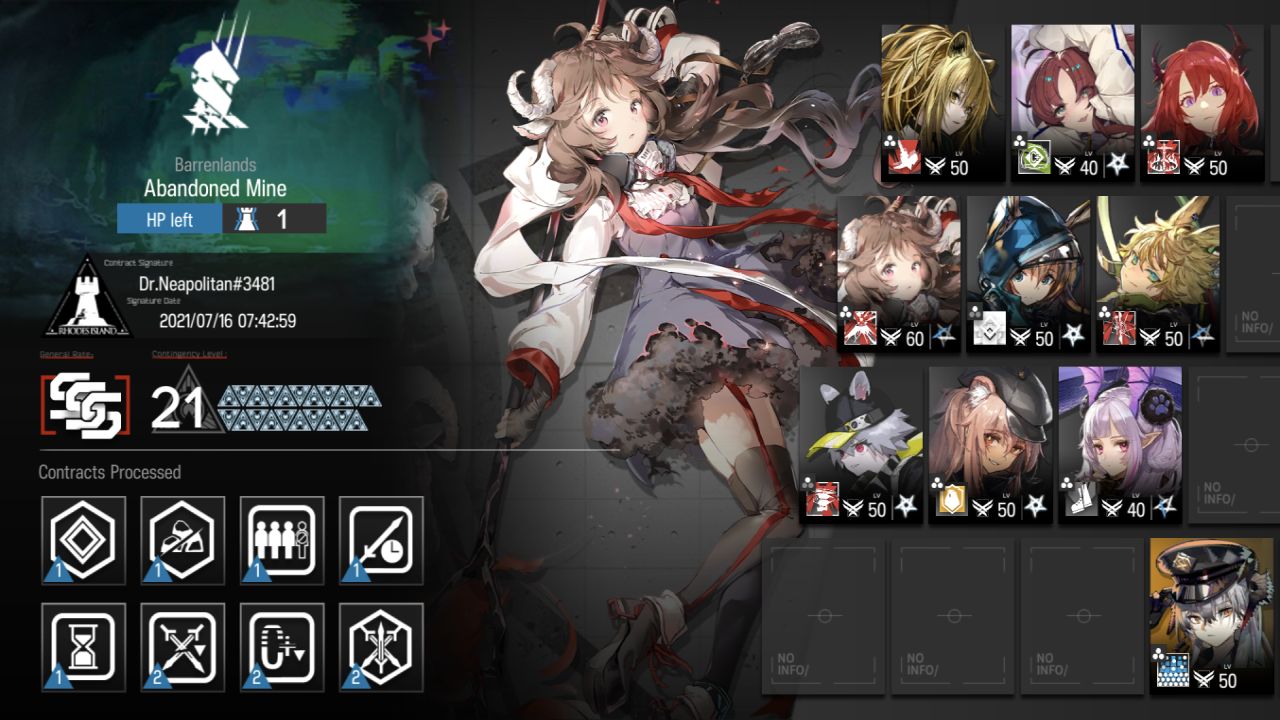 Barrenlands
Abandoned Mine
HP left 1
Contract Signature
Dr.Neapolitan#3481
Signature Date
2021/07/16 07:42:59
RHODES ISLAND
General Rate:
Contingency Level:
SSS
21
Contracts Processed
1
1
1
1
1
2
2
2
LV
50
LV
40
LV
50
LV
60
LV
50
LV
50
NO
INFO/
LV
50
LV
50
LV
40
NO
INFO/
NO
INFO/
NO
INFO/
NO
INFO/
LV
50